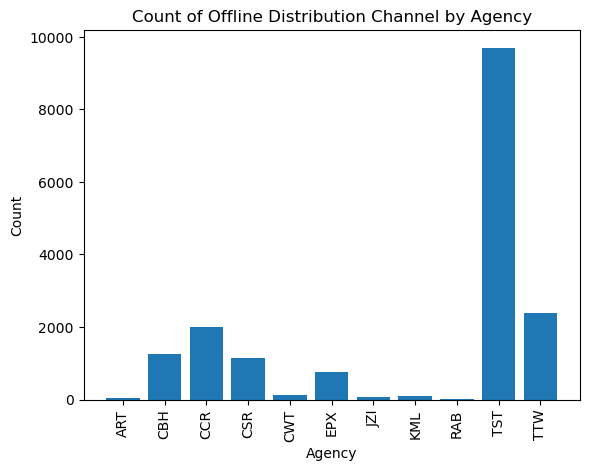 Count of Offline Distribution Channel by Agency
10000
8000
6000
4000
2000
0
Count
ART
CBH
CCR
CSR
CWT
EPX
JZI
KML
RAB
TST
TTW
Agency